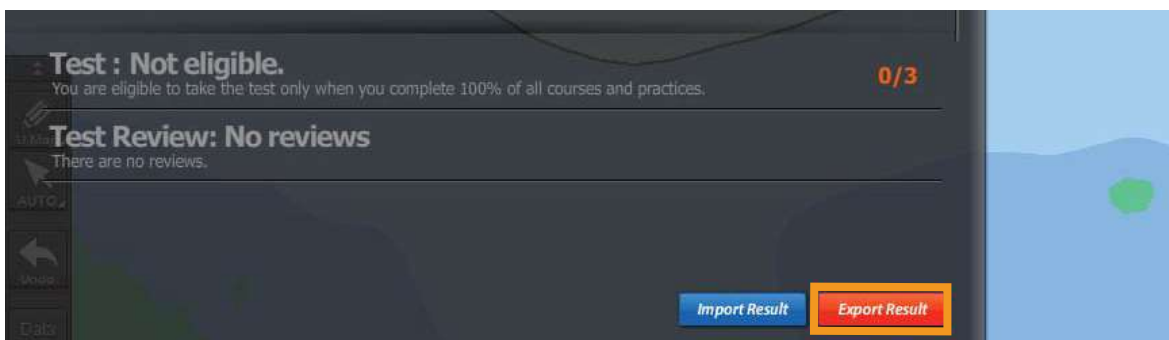 Test : Not eligible.
You are eligible to take the test only when you complete 100% of all courses and practices.
0/3
Test Review: No reviews
There are no reviews.
AUTO
Undo
Data
Import Result
Export Result